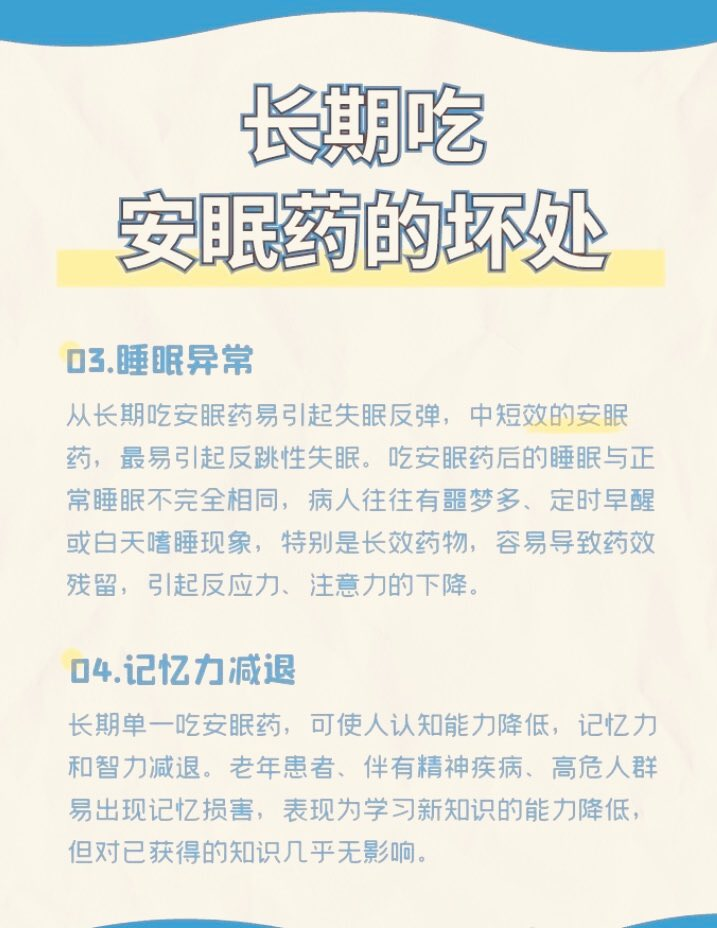 长期吃
安眠药的坏处
03.睡眠异常
从长期吃安眠药易引起失眠反弹，中短效的安眠
药，最易引起反跳性失眠。吃安眠药后的睡眠与正
常睡眠不完全相同，病人往往有噩梦多、定时早醒
或白天嗜睡现象，特别是长效药物，容易导致药效
残留，引起反应力、注意力的下降。
04.记忆力减退
长期单一吃安眠药，可使人认知能力降低，记忆力
和智力减退。老年患者、伴有精神疾病、高危人群
易出现记忆损害，表现为学习新知识的能力降低，
但对已获得的知识几乎无影响。